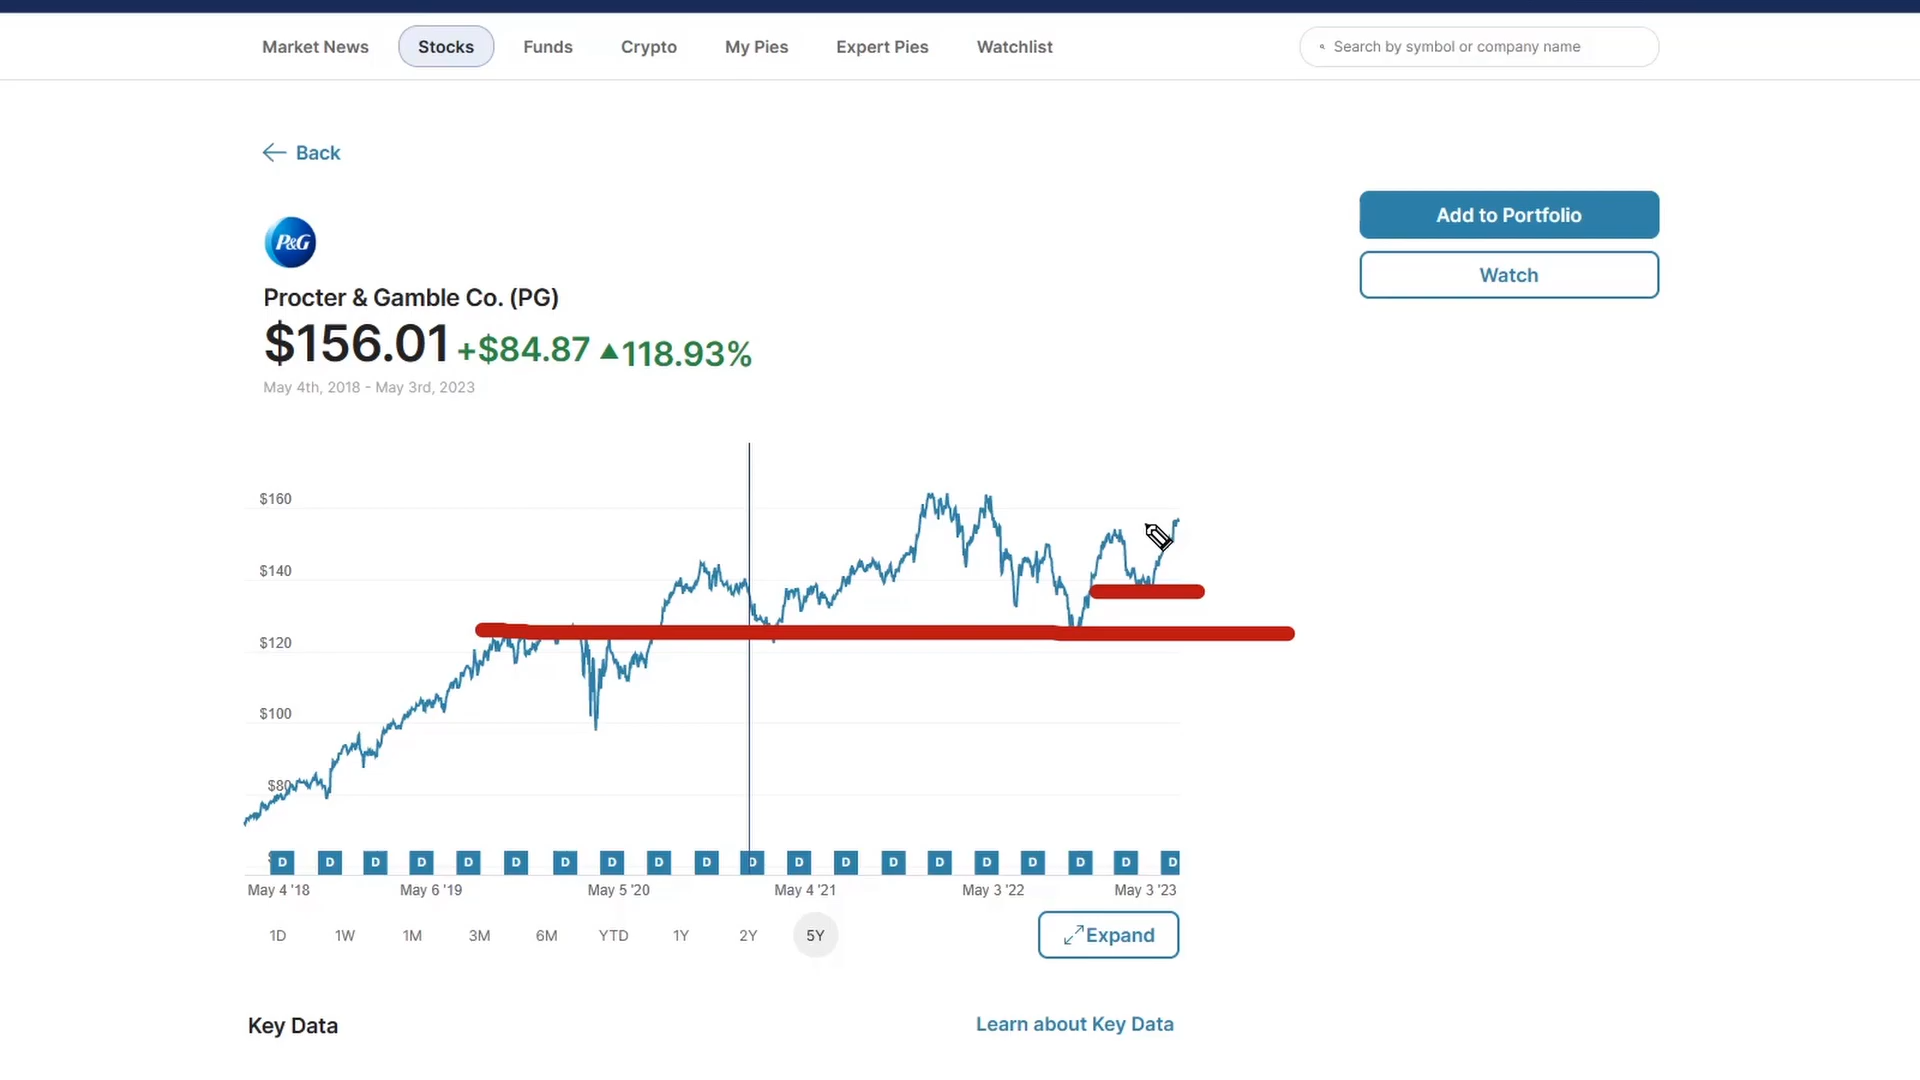 Market News Stocks Funds Crypto My Pies Expert Pies Watchlist Search by symbol or company name
Back
Add to Portfolio
Watch
P&G
Procter & Gamble Co. (PG)
$156.01 +$84.87 ▲118.93%
May 4th, 2018 - May 3rd, 2023
$160
$140
$120
$100
$80
D D D D D D D D D D D D D D D D D D D D
May 4 '18 May 6 '19 May 5 '20 May 4 '21 May 3 '22 May 3 '23
1D 1W 1M 3M 6M YTD 1Y 2Y 5Y Expand
Key Data Learn about Key Data